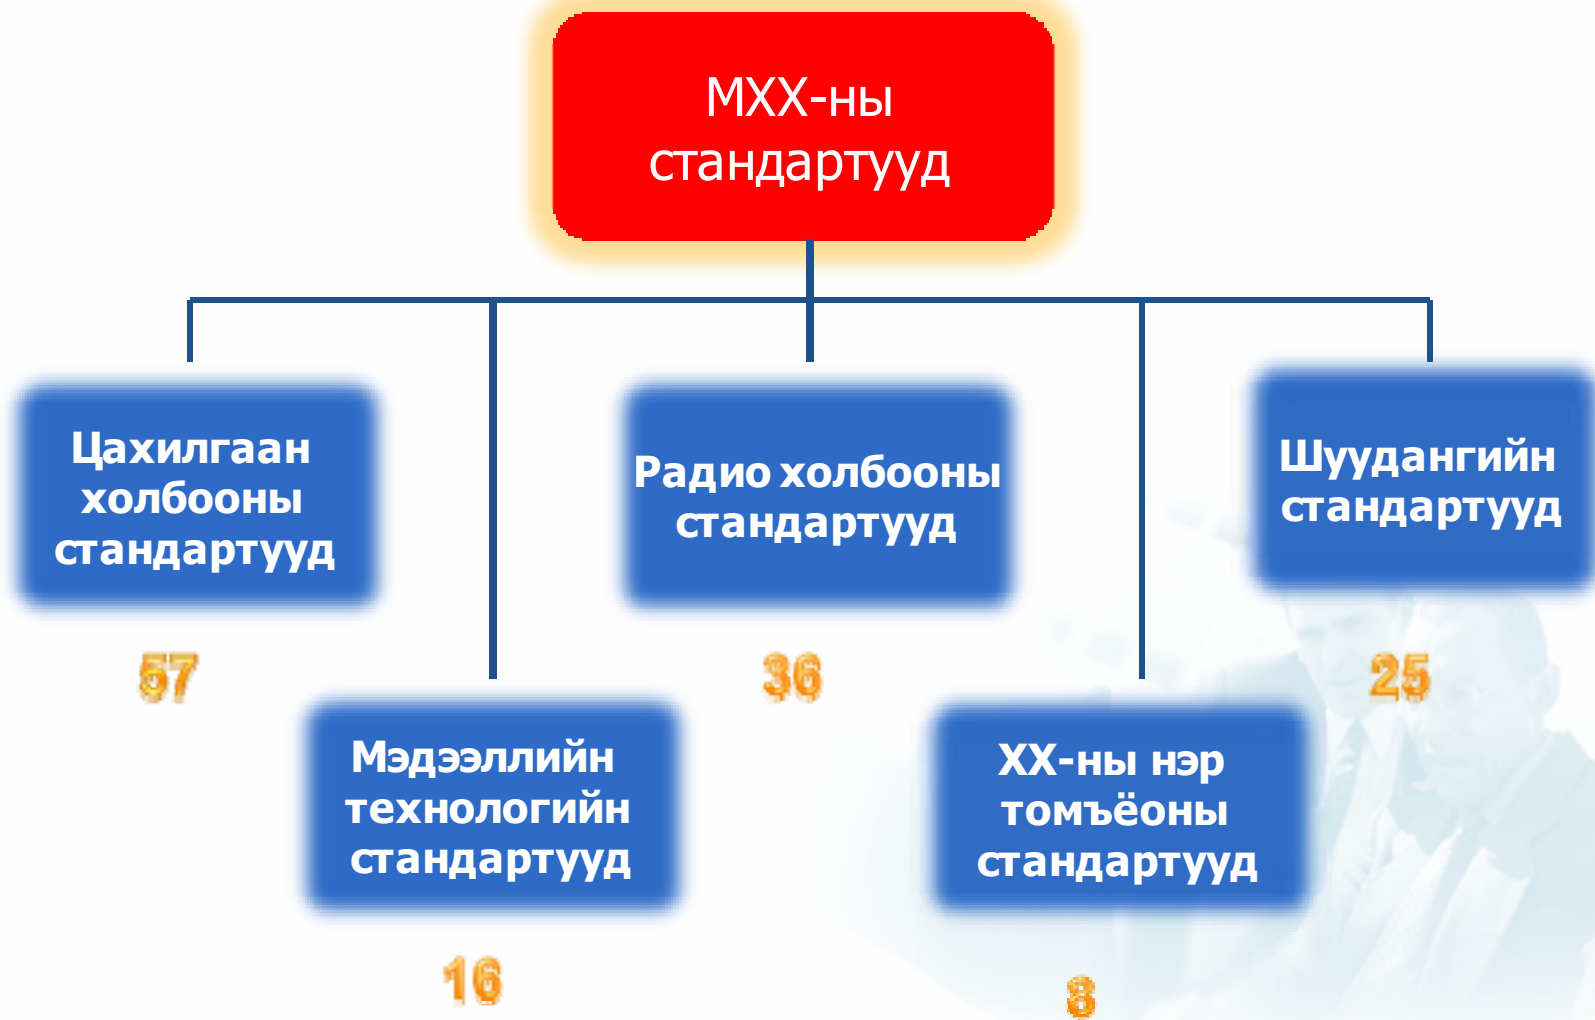 МХХ-ны
стандартууд
Цахилгаан
холбооны
стандартууд
57
Мэдээллийн
технологийн
стандартууд
16
Радио холбооны
стандартууд
36
ХХ-ны нэр
томъёоны
стандартууд
8
Шуудангийн
стандартууд
25